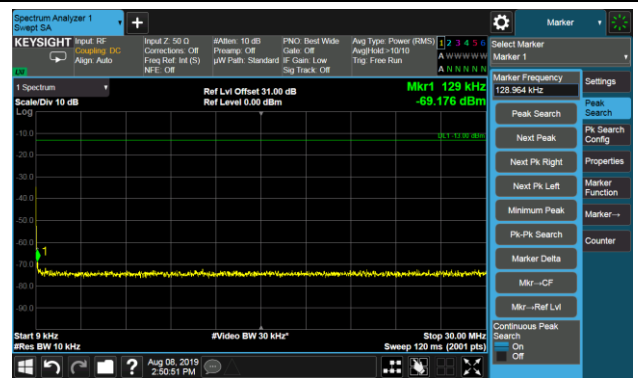 Spectrum Analyzer 1
Swept SA
Marker
KEYSIGHT
Input: RF
Coupling: DC
Align: Auto
Input Z: 50 Ω
Corrections: Off
Freq Ref: Int (S)
NFE: Off
#Atten: 10 dB
Preamp: Off
µW Path: Standard
PNO: Best Wide
Gate: Off
IF Gain: Low
Sig Track: Off
Avg Type: Power (RMS)
Avg|Hold:>10/10
Trig: Free Run
1 2 3 4 5 6
A W W W W W
A N N N N N
LW
Select Marker
Marker 1
1 Spectrum
Scale/Div 10 dB
Log
Ref Lvl Offset 31.00 dB
Ref Level 0.00 dBm
Mkr1 129 kHz
-69.176 dBm
DL1 -13.00 dBm
-10.0
-20.0
-30.0
-40.0
-50.0
-60.0
-70.0
-80.0
-90.0
1
Start 9 kHz
#Res BW 10 kHz
#Video BW 30 kHz*
Stop 30.00 MHz
Sweep 120 ms (2001 pts)
Marker Frequency
128.964 kHz
Peak Search
Next Peak
Next Pk Right
Next Pk Left
Minimum Peak
Pk-Pk Search
Marker Delta
Mkr→CF
Mkr→Ref Lvl
Continuous Peak
Search
On
Off
Settings
Peak
Search
Pk Search
Config
Properties
Marker
Function
Marker→
Counter
Aug 08, 2019
2:50:51 PM